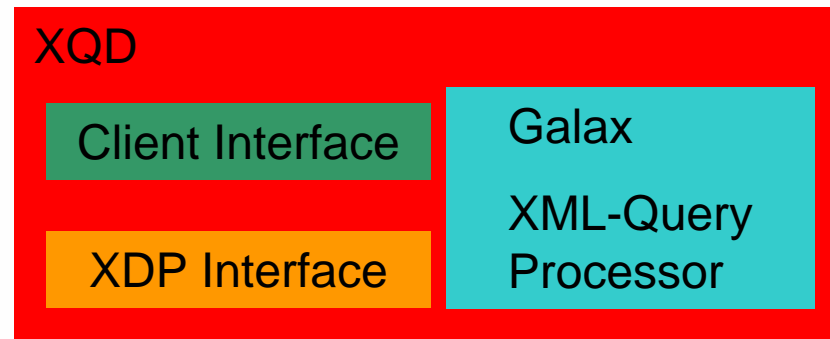 XQD
Client Interface
XDP Interface
Galax
XML-Query
Processor